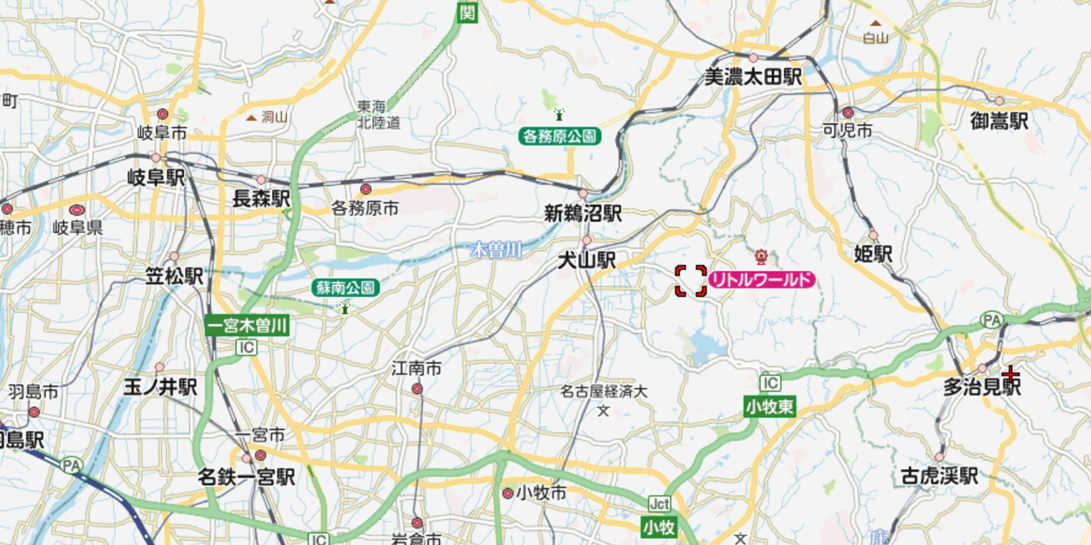 関
白山
美濃太田駅
町
東海
北陸道
洞山
御嵩駅
岐阜市
各務原公園
可児市
岐阜駅
長森駅
各務原市
新鵜沼駅
穂市
岐阜県
木曽川
犬山駅
姫駅
笠松駅
リトルワールド
蘇南公園
一宮木曽川
PA
IC
江南市
玉ノ井駅
羽島市
名古屋経済大
文
IC
小牧東
多治見駅
一宮市
島駅
PA
名鉄一宮駅
古虎渓駅
小牧市
Jct
小牧
文
IC
岩倉市